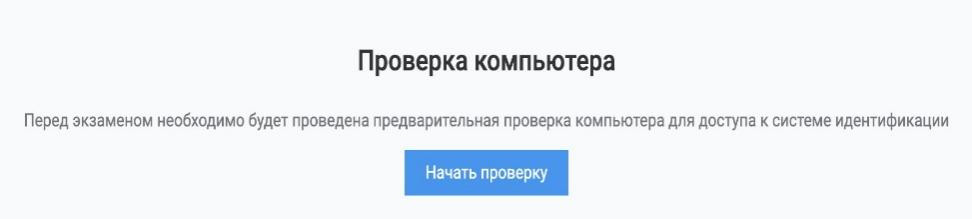 Проверка компьютера
Перед экзаменом необходимо будет проведена предварительная проверка компьютера для доступа к системе идентификации
Начать проверку